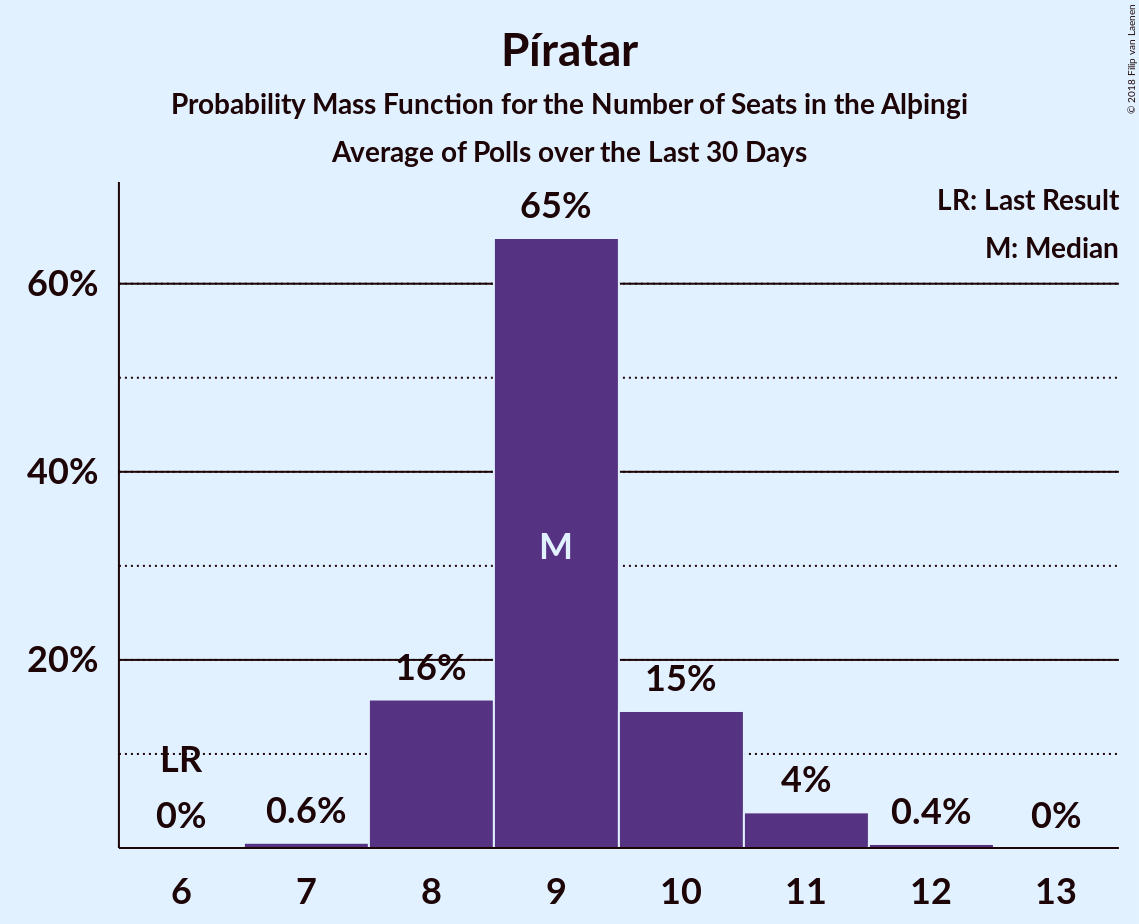 Píratar
Probability Mass Function for the Number of Seats in the Alþingi
Average of Polls over the Last 30 Days
© 2018 Filip van Laenen
LR: Last Result
M: Median
65%
60%
40%
M
20%
16%
15%
LR
4%
0%
0.6%
0.4%
0%
6 7 8 9 10 11 12 13